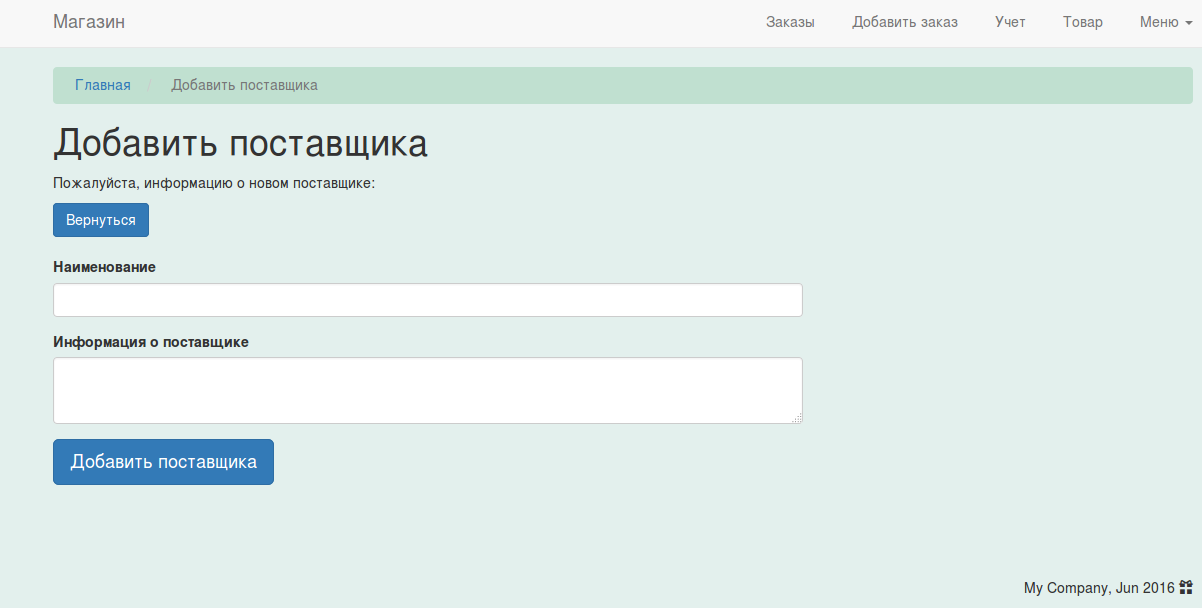 Магазин Заказы Добавить заказ Учет Товар Меню
Главная / Добавить поставщика
Добавить поставщика
Пожалуйста, информацию о новом поставщике:
Вернуться
Наименование
Информация о поставщике
Добавить поставщика
My Company, Jun 2016